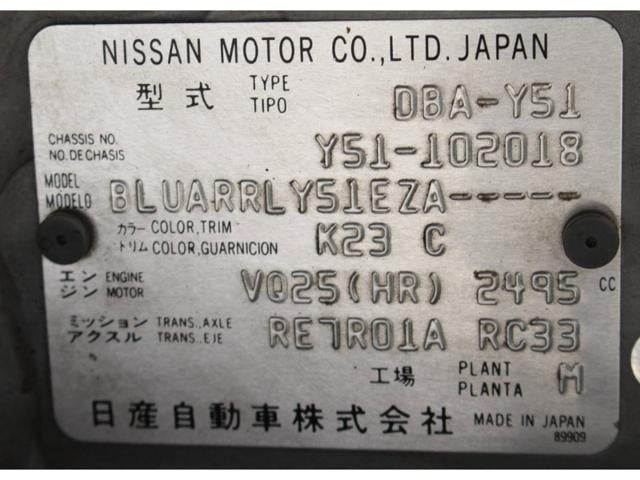 NISSAN MOTOR CO.,LTD. JAPAN
型式 TYPE TIPO DBA-Y51
CHASSIS NO. NO. DE CHASIS Y51-102018
MODEL MODELO BLUARRLY51EZA-----
カラー COLOR, TRIM トリム COLOR, GUARNICION K23 C
エンジン ENGINE MOTOR VQ25(HR) 2495 CC
ミッション TRANS., AXLE アクスル TRANS., EJE RE7R01A RC33
工場 PLANT PLANTA M
日産自動車株式会社 MADE IN JAPAN
89909